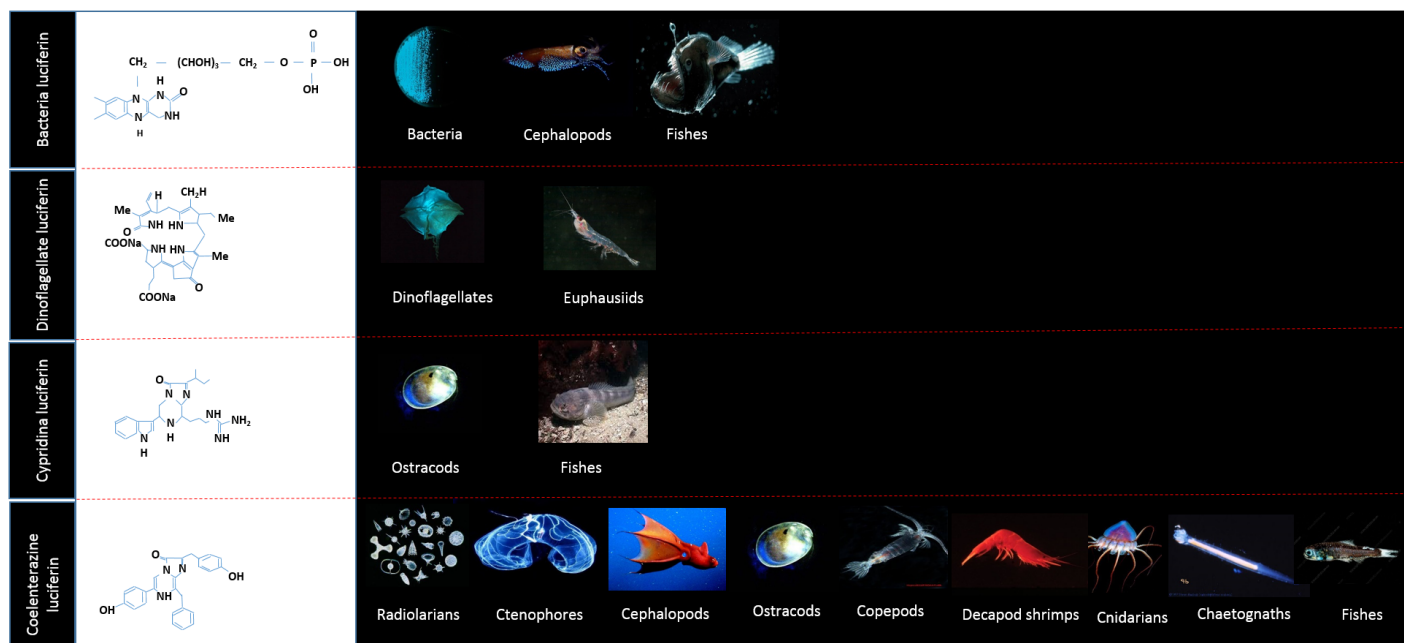 Bacteria luciferin
O
CH₂ — (CHOH)₃ — CH₂ — O — P — OH
OH
H
N
N
O
N
NH
H
Bacteria
Cephalopods
Fishes
Dinoflagellate luciferin
CH₂H
H
Me
Me
NH
HN
O
COONa
NH
HN
Me
O
COONa
Dinoflagellates
Euphausiids
Cypridina luciferin
O
N
N
NH
NH₂
N
NH
N
H
H
Ostracods
Fishes
Coelenterazine
luciferin
O
N
N
OH
OH
NH
Radiolarians
Ctenophores
Cephalopods
Ostracods
Copepods
Decapod shrimps
Cnidarians
Chaetognaths
Fishes